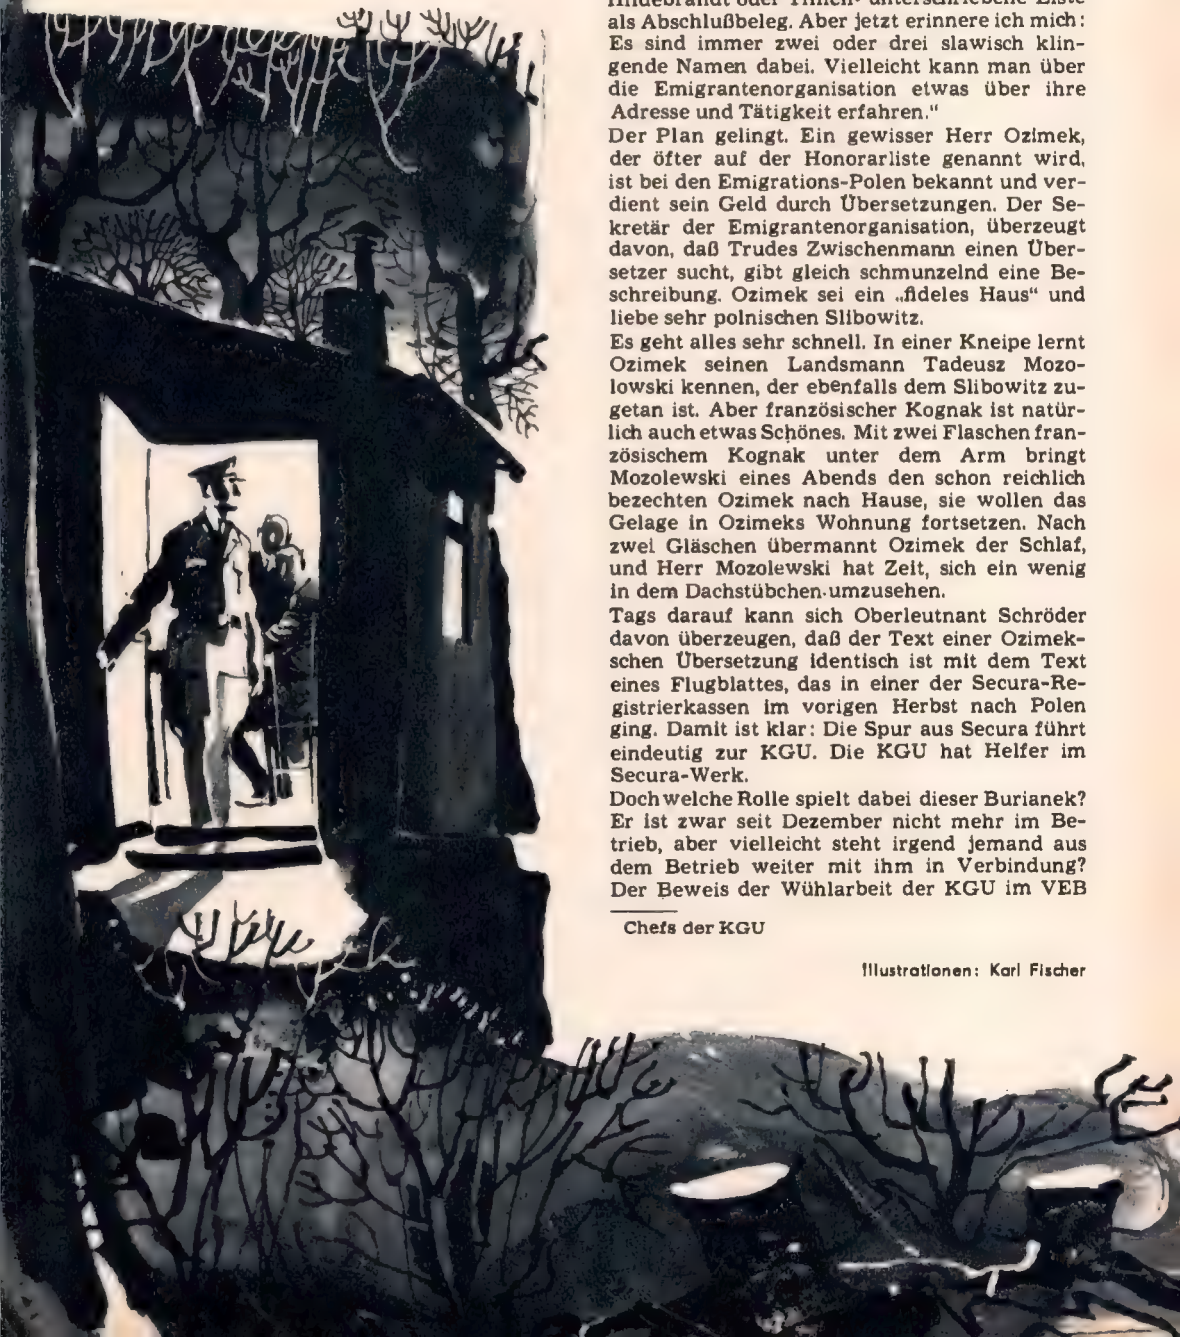 als Abschlußbeleg. Aber jetzt erinnere ich mich:
Es sind immer zwei oder drei slawisch klin-
gende Namen dabei. Vielleicht kann man über
die Emigrantenorganisation etwas über ihre
Adresse und Tätigkeit erfahren."
Der Plan gelingt. Ein gewisser Herr Ozimek,
der öfter auf der Honorarliste genannt wird,
ist bei den Emigrations-Polen bekannt und ver-
dient sein Geld durch Übersetzungen. Der Se-
kretär der Emigrantenorganisation, überzeugt
davon, daß Trudes Zwischenmann einen Über-
setzer sucht, gibt gleich schmunzelnd eine Be-
schreibung. Ozimek sei ein „fideles Haus" und
liebe sehr polnischen Slibowitz.
Es geht alles sehr schnell. In einer Kneipe lernt
Ozimek seinen Landsmann Tadeusz Mozo-
lowski kennen, der ebenfalls dem Slibowitz zu-
getan ist. Aber französischer Kognak ist natür-
lich auch etwas Schönes. Mit zwei Flaschen fran-
zösischem Kognak unter dem Arm bringt
Mozolewski eines Abends den schon reichlich
bezechten Ozimek nach Hause, sie wollen das
Gelage in Ozimeks Wohnung fortsetzen. Nach
zwei Gläschen übermannt Ozimek der Schlaf,
und Herr Mozolewski hat Zeit, sich ein wenig
in dem Dachstübchen umzusehen.
Tags darauf kann sich Oberleutnant Schröder
davon überzeugen, daß der Text einer Ozimek-
schen Übersetzung identisch ist mit dem Text
eines Flugblattes, das in einer der Secura-Re-
gistrierkassen im vorigen Herbst nach Polen
ging. Damit ist klar: Die Spur aus Secura führt
eindeutig zur KGU. Die KGU hat Helfer im
Secura-Werk.
Doch welche Rolle spielt dabei dieser Burianek?
Er ist zwar seit Dezember nicht mehr im Be-
trieb, aber vielleicht steht irgend jemand aus
dem Betrieb weiter mit ihm in Verbindung?
Der Beweis der Wühlarbeit der KGU im VEB
Chefs der KGU
Illustrationen: Karl Fischer